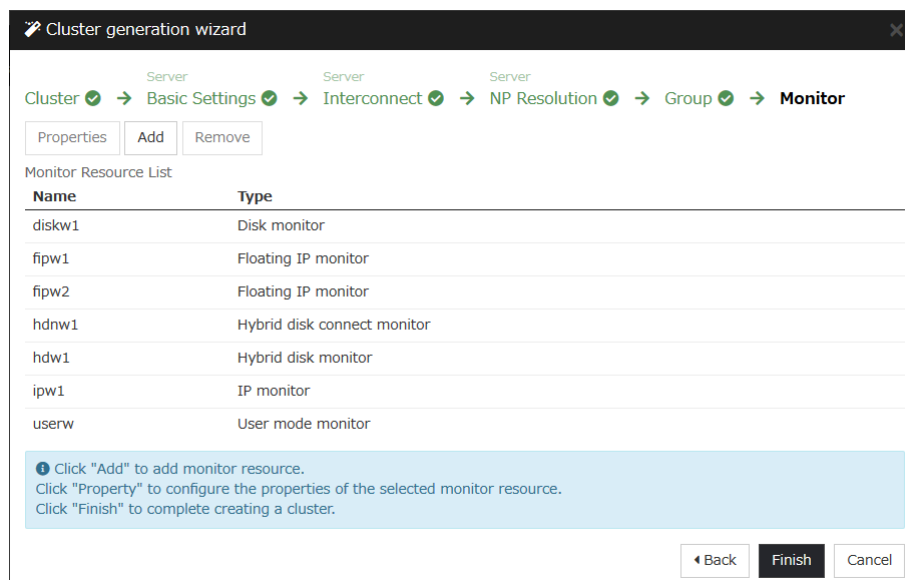 Cluster generation wizard
Server Server Server
Cluster → Basic Settings → Interconnect → NP Resolution → Group → Monitor
Properties Add Remove
Monitor Resource List
Name Type
diskw1 Disk monitor
fipw1 Floating IP monitor
fipw2 Floating IP monitor
hdnw1 Hybrid disk connect monitor
hdw1 Hybrid disk monitor
ipw1 IP monitor
userw User mode monitor
Click "Add" to add monitor resource.
Click "Property" to configure the properties of the selected monitor resource.
Click "Finish" to complete creating a cluster.
Back Finish Cancel